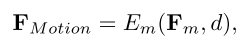 F_{Motion} = E_m(F_m, d),